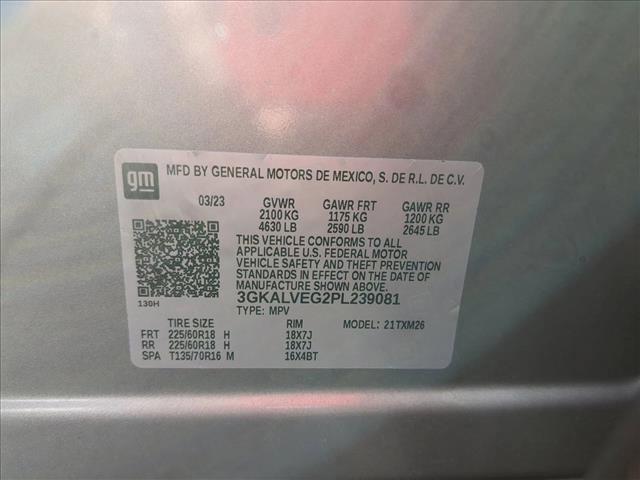 gm
MFD BY GENERAL MOTORS DE MEXICO, S. DE R.L. DE C.V.
03/23 GVWR GAWR FRT GAWR RR
2100 KG 1175 KG 1200 KG
4630 LB 2590 LB 2645 LB
THIS VEHICLE CONFORMS TO ALL
APPLICABLE U.S. FEDERAL MOTOR
VEHICLE SAFETY AND THEFT PREVENTION
STANDARDS IN EFFECT ON THE DATE OF
MANUFACTURE SHOWN ABOVE.
3GKALVEG2PL239081
130H
TYPE: MPV
TIRE SIZE RIM MODEL: 21TXM26
FRT 225/60R18 H 18X7J
RR 225/60R18 H 18X7J
SPA T135/70R16 M 16X4BT